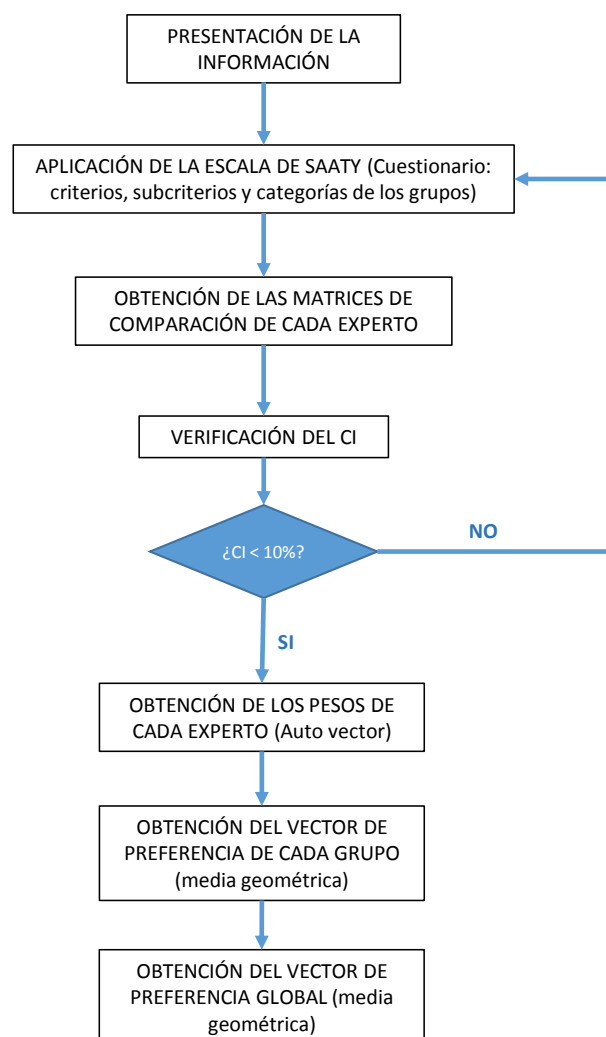 PRESENTACIÓN DE LA
INFORMACIÓN
APLICACIÓN DE LA ESCALA DE SAATY (Cuestionario:
criterios, subcriterios y categorías de los grupos)
OBTENCIÓN DE LAS MATRICES DE
COMPARACIÓN DE CADA EXPERTO
VERIFICACIÓN DEL CI
¿CI < 10%?
NO
SI
OBTENCIÓN DE LOS PESOS DE
CADA EXPERTO (Auto vector)
OBTENCIÓN DEL VECTOR DE
PREFERENCIA DE CADA GRUPO
(media geométrica)
OBTENCIÓN DEL VECTOR DE
PREFERENCIA GLOBAL (media
geométrica)